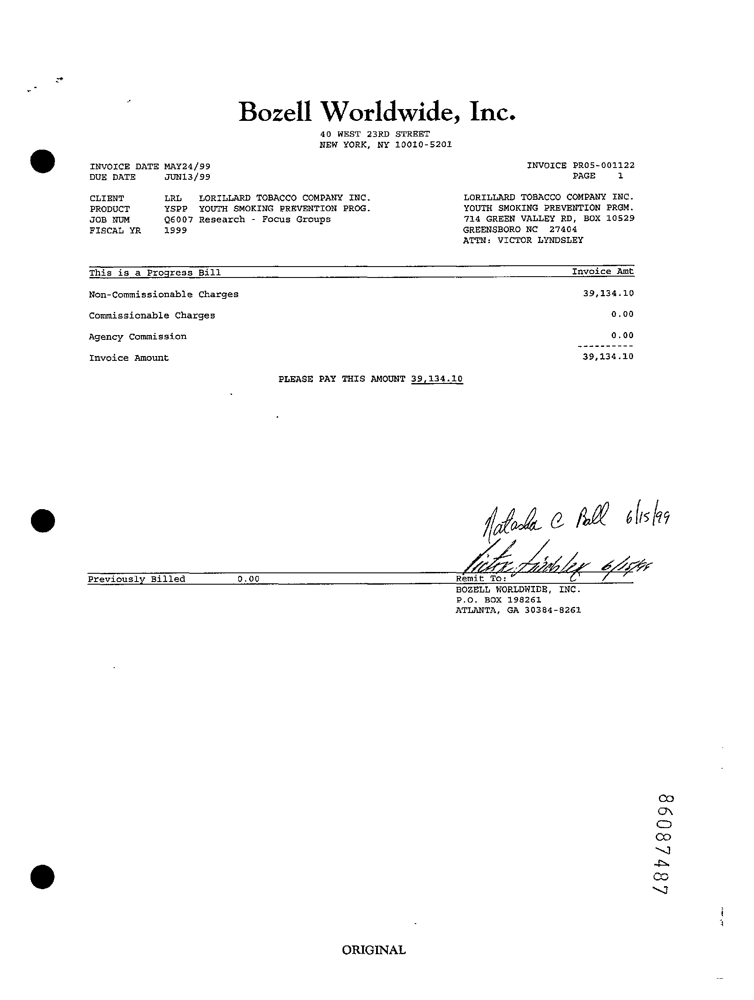 Bozell Worldwide, Inc.
40 WEST 23RD STREET
NEW YORK, NY 10010-5201
INVOICE DATE MAY24/99
DUE DATE JUN13/99
INVOICE PR05-001122
PAGE 1
CLIENT LRL LORILLARD TOBACCO COMPANY INC.
PRODUCT YSPP YOUTH SMOKING PREVENTION PROG.
JOB NUM Q6007 Research - Focus Groups
FISCAL YR 1999
LORILLARD TOBACCO COMPANY INC.
YOUTH SMOKING PREVENTION PRGM.
714 GREEN VALLEY RD, BOX 10529
GREENSBORO NC 27404
ATTN: VICTOR LYNDSLEY
This is a Progress Bill Invoice Amt
Non-Commissionable Charges 39,134.10
Commissionable Charges 0.00
Agency Commission 0.00
----------
Invoice Amount 39,134.10
PLEASE PAY THIS AMOUNT 39,134.10
Natasha C Ball 6/15/99
Victor Lindsley 6/15/99
Previously Billed 0.00 Remit To:
BOZELL WORLDWIDE, INC.
P.O. BOX 198261
ATLANTA, GA 30384-8261
86087487
ORIGINAL